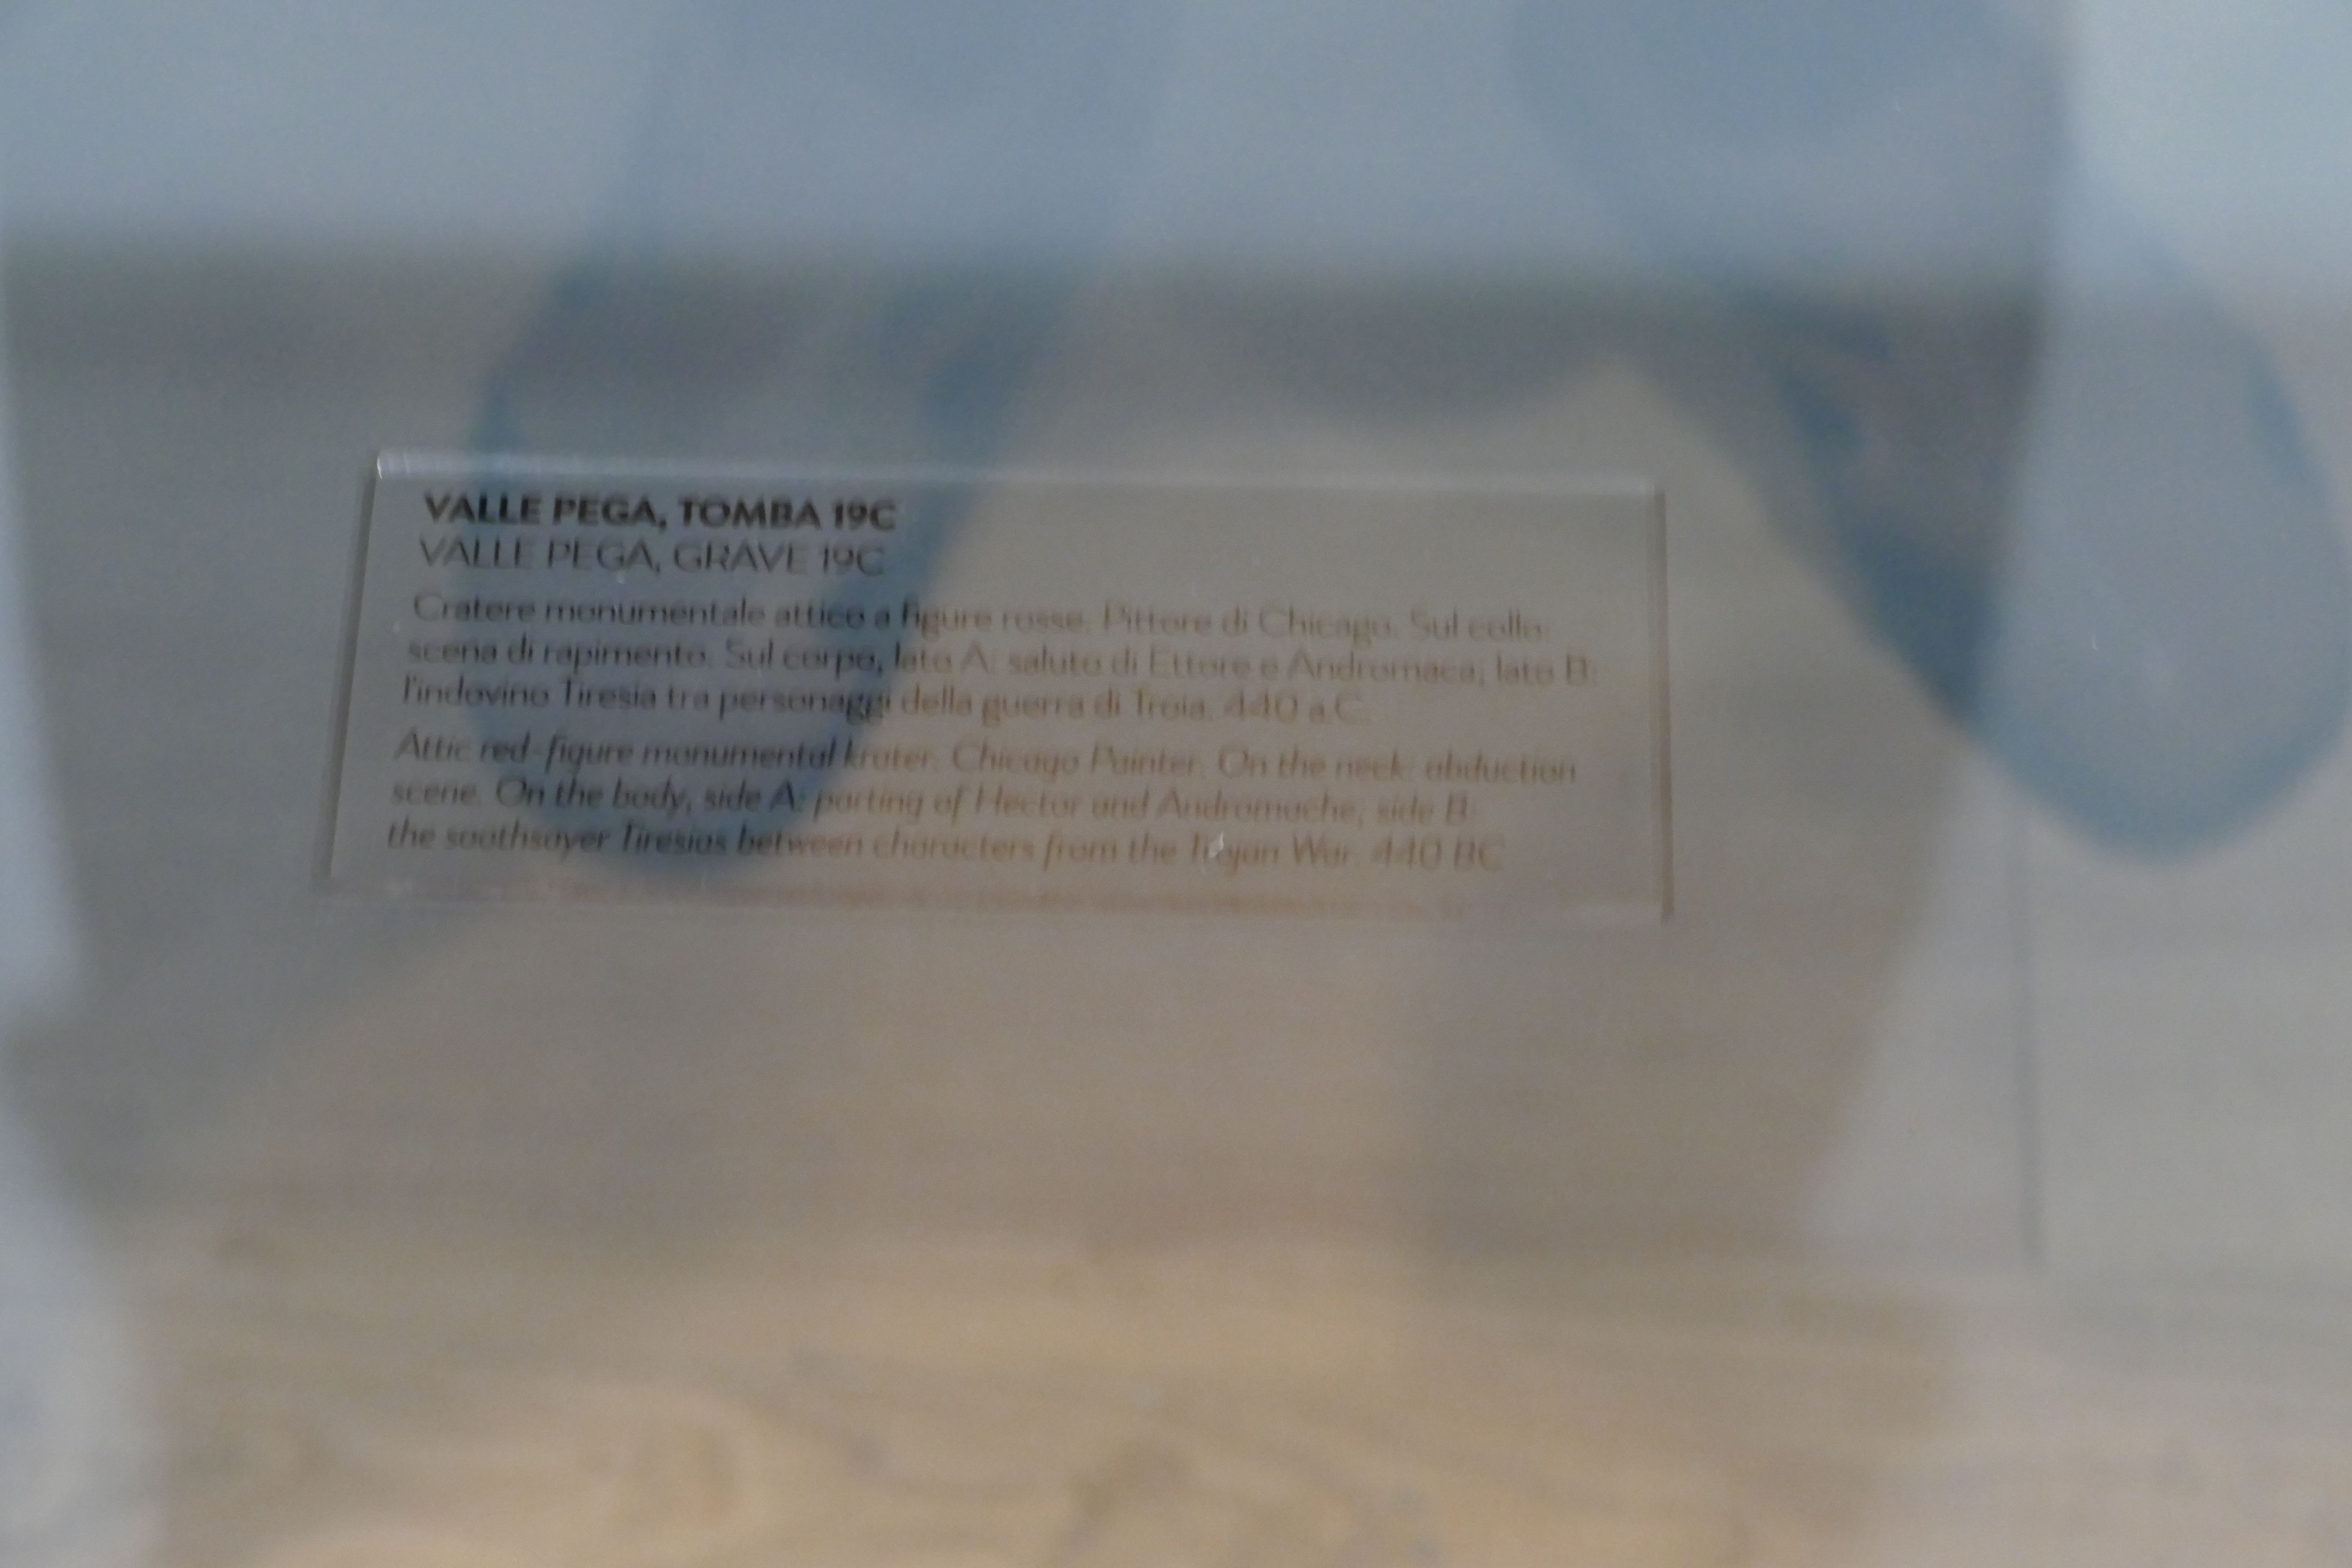 VALLE PEGA, TOMBA 19C
VALLE PEGA, GRAVE 19C
Cratere monumentale attico a figure rosse. Pittore di Chicago. Sul collo:
scena di rapimento. Sul corpo, lato A: saluto di Ettore e Andromaca; lato B:
l'indovino Tiresia tra personaggi della guerra di Troia. 440 a.C.
Attic red-figure monumental krater. Chicago Painter. On the neck: abduction
scene. On the body, side A: parting of Hector and Andromache; side B:
the soothsayer Tiresias between characters from the Trojan War. 440 BC